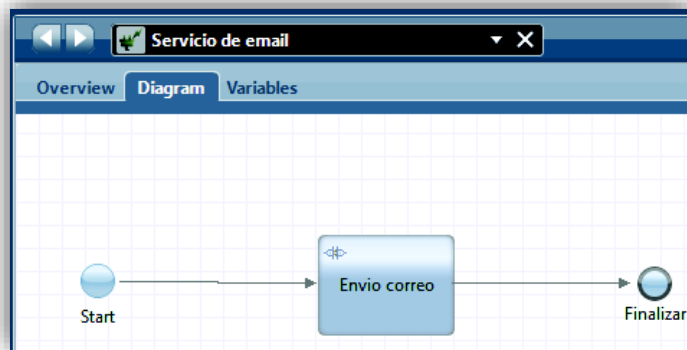 Servicio de email
Overview Diagram Variables
Envio correo
Start
Finalizar